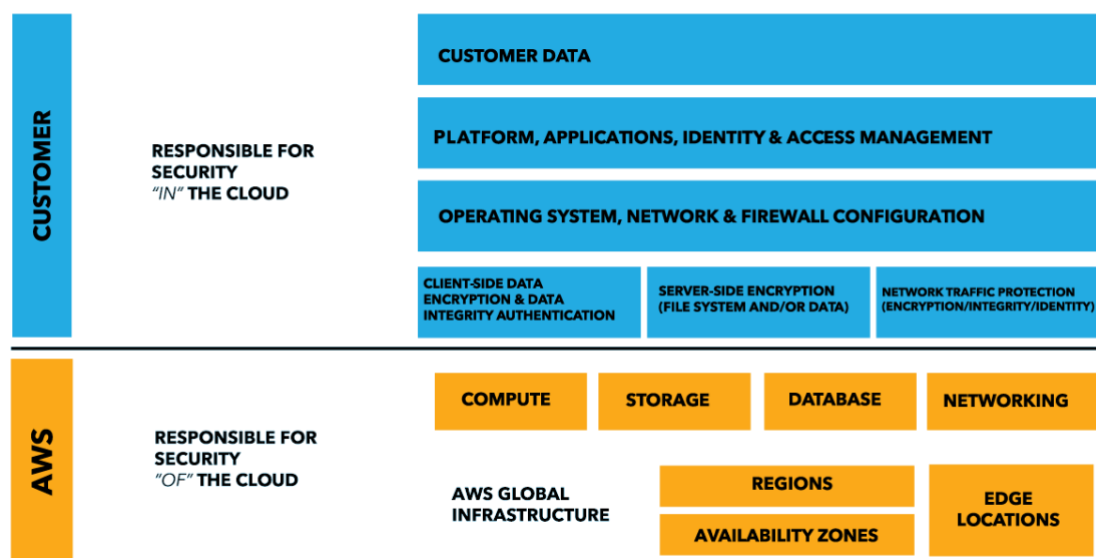 CUSTOMER
RESPONSIBLE FOR
SECURITY
"IN" THE CLOUD
CUSTOMER DATA
PLATFORM, APPLICATIONS, IDENTITY & ACCESS MANAGEMENT
OPERATING SYSTEM, NETWORK & FIREWALL CONFIGURATION
CLIENT-SIDE DATA
ENCRYPTION & DATA
INTEGRITY AUTHENTICATION
SERVER-SIDE ENCRYPTION
(FILE SYSTEM AND/OR DATA)
NETWORK TRAFFIC PROTECTION
(ENCRYPTION/INTEGRITY/IDENTITY)
AWS
RESPONSIBLE FOR
SECURITY
"OF" THE CLOUD
COMPUTE
STORAGE
DATABASE
NETWORKING
AWS GLOBAL
INFRASTRUCTURE
REGIONS
AVAILABILITY ZONES
EDGE
LOCATIONS